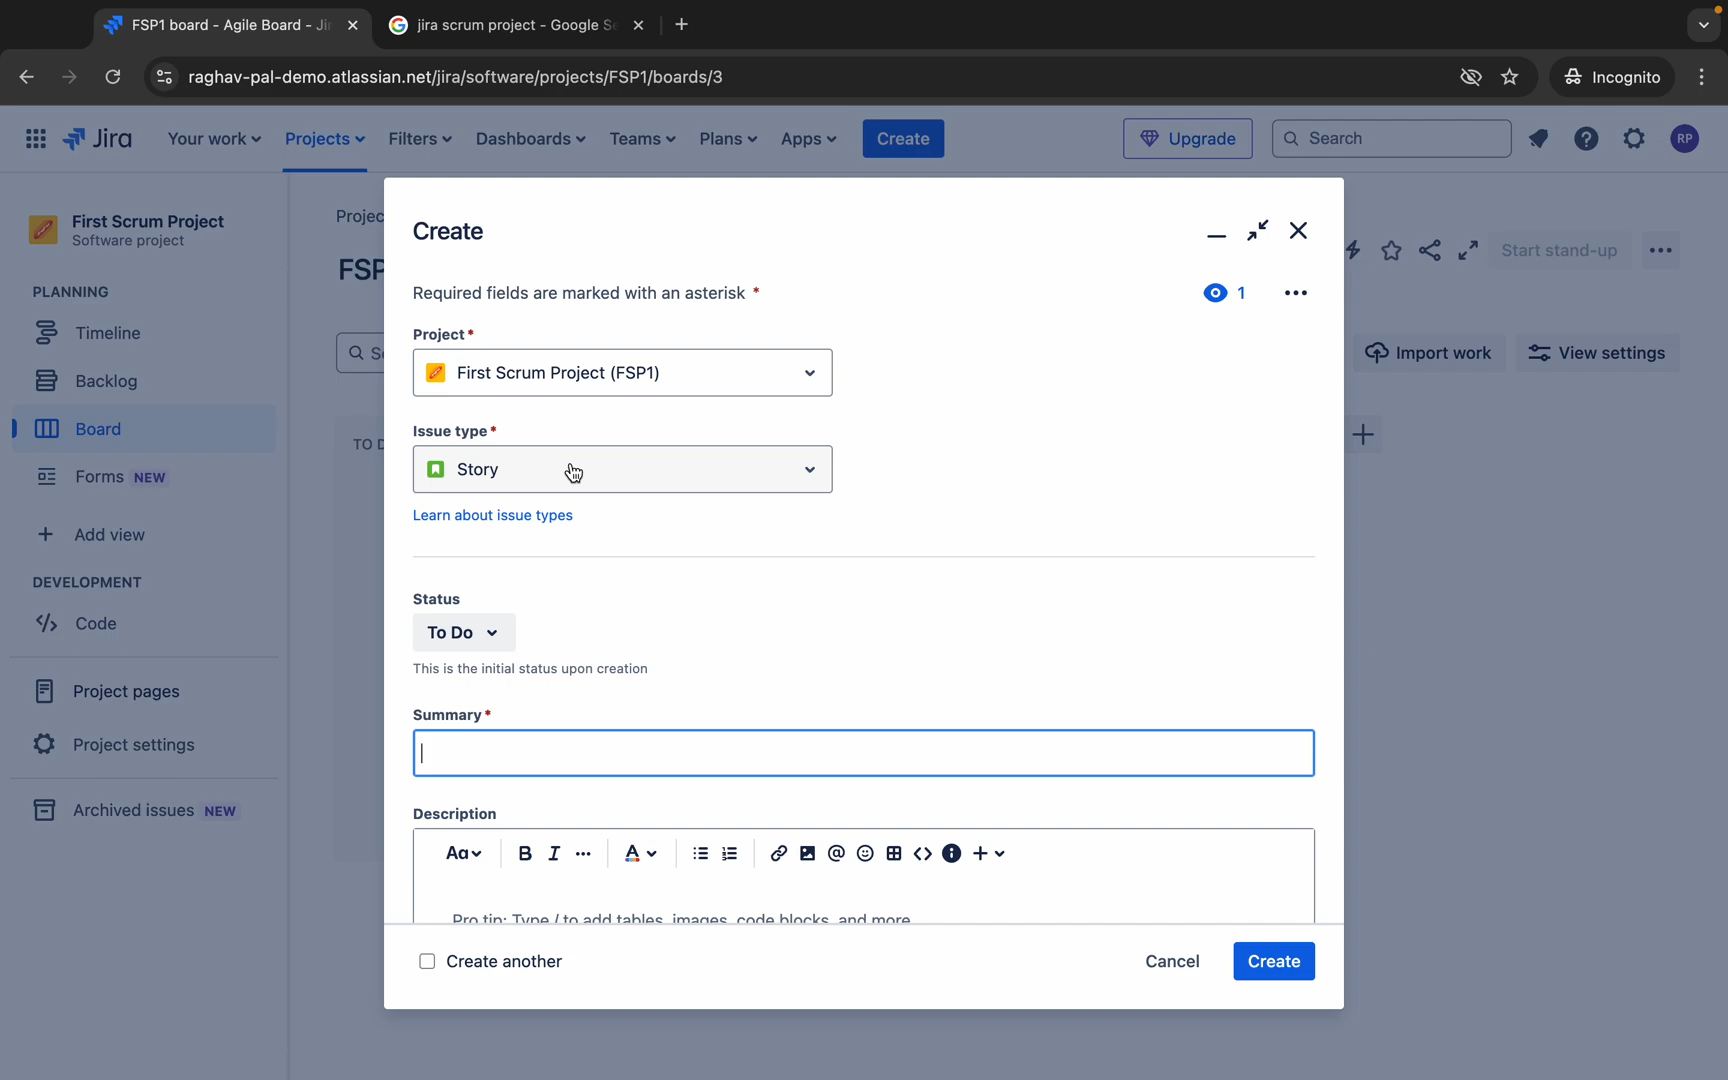 FSP1 board - Agile Board - Ji
jira scrum project - Google Se
raghav-pal-demo.atlassian.net/jira/software/projects/FSP1/boards/3
Incognito
Jira
Your work
Projects
Filters
Dashboards
Teams
Plans
Apps
Create
Upgrade
Search
RP
First Scrum Project
Software project
PLANNING
Timeline
Backlog
Board
Forms NEW
Add view
DEVELOPMENT
Code
Project pages
Project settings
Archived issues NEW
Projec
FSP
Start stand-up
Import work
View settings
TO D
Create
Required fields are marked with an asterisk *
1
Project *
First Scrum Project (FSP1)
Issue type *
Story
Learn about issue types
Status
To Do
This is the initial status upon creation
Summary *
Description
Aa
B
I
A
Pro tip: Type / to add tables, images, code blocks, and more
Create another
Cancel
Create